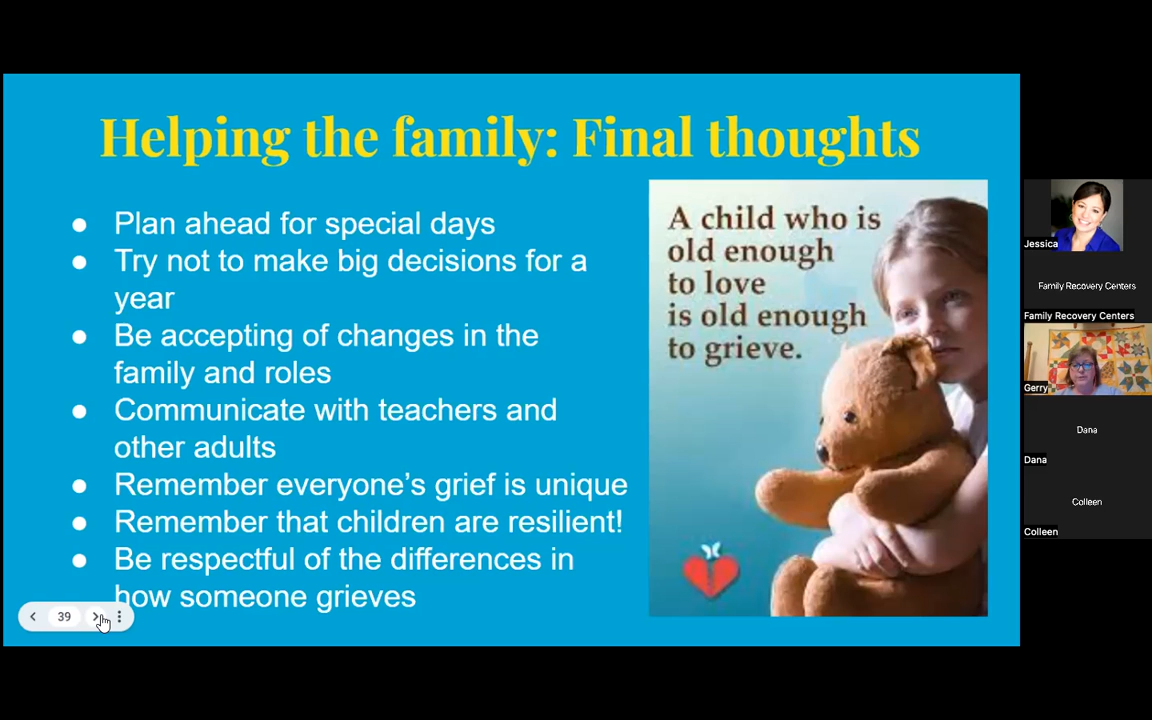 Helping the family: Final thoughts
● Plan ahead for special days
● Try not to make big decisions for a
year
● Be accepting of changes in the
family and roles
● Communicate with teachers and
other adults
● Remember everyone’s grief is unique
● Remember that children are resilient!
● Be respectful of the differences in
how someone grieves
A child who is
old enough
to love
is old enough
to grieve.
39
Jessica
Family Recovery Centers
Family Recovery Centers
Gerry
Dana
Dana
Colleen
Colleen